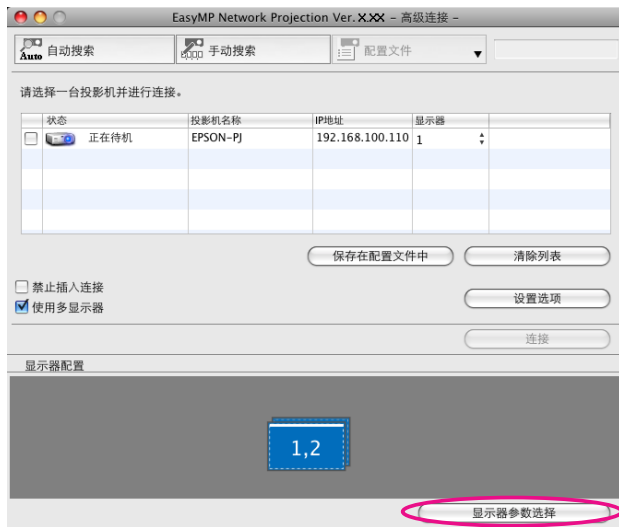 EasyMP Network Projection Ver. X.XX – 高级连接 –
Auto 自动搜索 手动搜索 配置文件
请选择一台投影机并进行连接。
状态 投影机名称 IP地址 显示器
正在待机 EPSON-PJ 192.168.100.110 1
保存在配置文件中 清除列表
禁止插入连接
使用多显示器
设置选项
连接
显示器配置
1,2
显示器参数选择